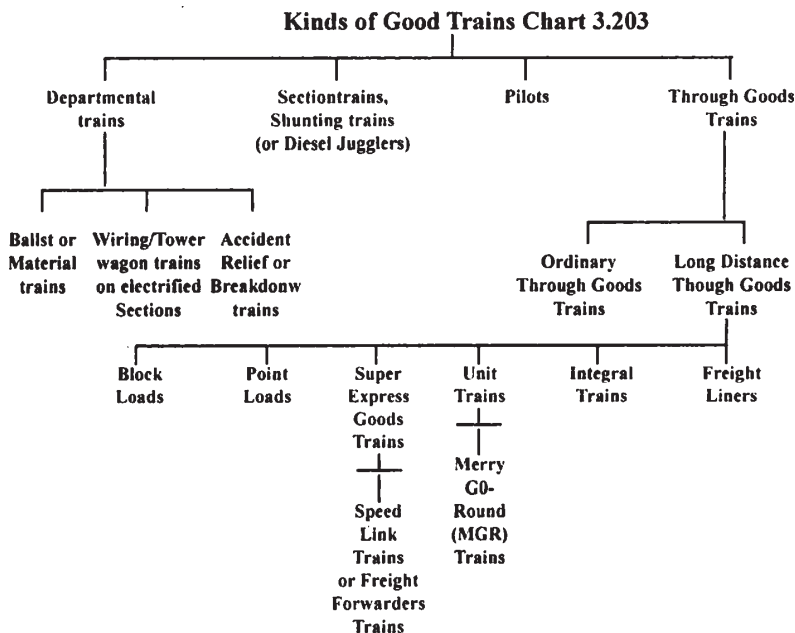 Kinds of Good Trains Chart 3.203
Departmental
trains
Sectiontrains,
Shunting trains
(or Diesel Jugglers)
Pilots
Through Goods
Trains
Ballst or
Material
trains
Wiring/Tower
wagon trains
on electrified
Sections
Accident
Relief or
Breakdonw
trains
Ordinary
Through Goods
Trains
Long Distance
Though Goods
Trains
Block
Loads
Point
Loads
Super
Express
Goods
Trains
Speed
Link
Trains
or Freight
Forwarders
Trains
Unit
Trains
Merry
G0-
Round
(MGR)
Trains
Integral
Trains
Freight
Liners